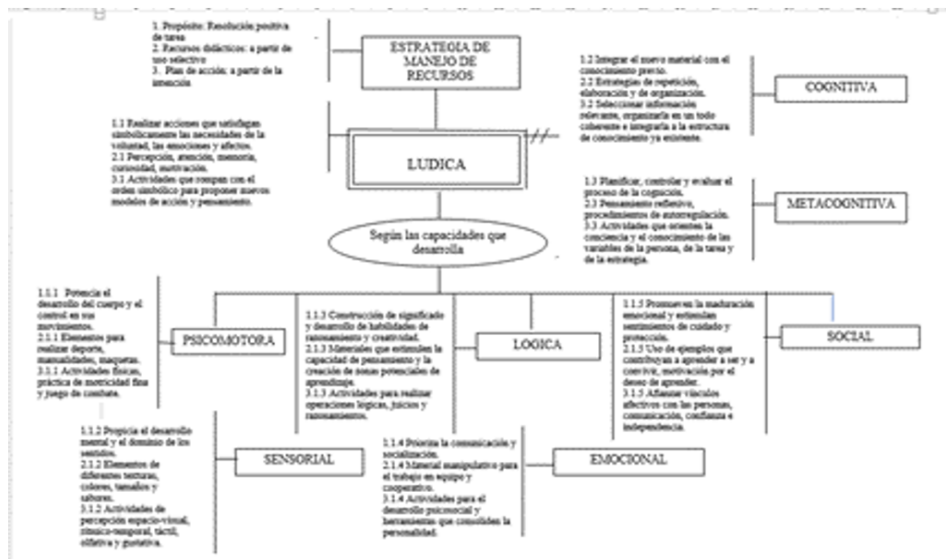 1. Propósito: Resolución positiva
de tarea
2. Recursos didácticos: a partir de
uso selectivo
3. Plan de acción: a partir de la
intención
ESTRATEGIA DE
MANEJO DE
RECURSOS
1.2 Integrar el nuevo material con el
conocimiento previo.
2.2 Estrategias de repetición,
elaboración y de organización.
3.2 Seleccionar información
relevante, organizarla en un todo
coherente e integrarla a la estructura
de conocimiento ya existente.
COGNITIVA
1.1 Realizar acciones que satisfagan
simbólicamente las necesidades de la
voluntad, las emociones y afectos.
2.1 Percepción, atención, memoria,
curiosidad, motivación.
3.1 Actividades que rompan con el
orden simbólico para proponer nuevos
modelos de acción y pensamiento.
LUDICA
1.3 Planificar, controlar y evaluar el
proceso de la cognición.
2.3 Pensamiento reflexivo,
procedimientos de autorregulación.
3.3 Actividades que orienten la
conciencia y el conocimiento de las
variables de la persona, de la tarea y
de la estrategia.
METACOGNITIVA
Según las capacidades que
desarrolla
1.1.1 Potencia el
desarrollo del cuerpo y el
control en sus
movimientos.
2.1.1 Elementos para
realizar deporte,
manualidades, maquetas.
3.1.1 Actividades físicas,
práctica de motricidad fina
y juego de combate.
PSICOMOTORA
1.1.3 Construcción de significado
y desarrollo de habilidades de
razonamiento y creatividad.
2.1.3 Materiales que estimulen la
capacidad de pensamiento y la
creación de zonas potenciales de
aprendizaje.
3.1.3 Actividades para realizar
operaciones lógicas, juicios y
razonamientos.
LOGICA
1.1.5 Promueven la maduración
emocional y estimulan
sentimientos de cuidado y
protección.
2.1.5 Uso de ejemplos que
contribuyan a aprender a ser y a
convivir, motivación por el
deseo de aprender.
3.1.5 Afianzar vínculos
afectivos con las personas,
comunicación, confianza e
independencia.
SOCIAL
1.1.2 Propicia el desarrollo
mental y el dominio de los
sentidos.
2.1.2 Elementos de
diferentes texturas,
colores, tamaños y
sabores.
3.1.2 Actividades de
percepción espacio-visual,
rítmico-temporal, táctil,
olfativa y gustativa.
SENSORIAL
1.1.4 Prioriza la comunicación y
socialización.
2.1.4 Material manipulativo para
el trabajo en equipo y
cooperativo.
3.1.4 Actividades para el
desarrollo psicosocial y
herramientas que consoliden la
personalidad.
EMOCIONAL